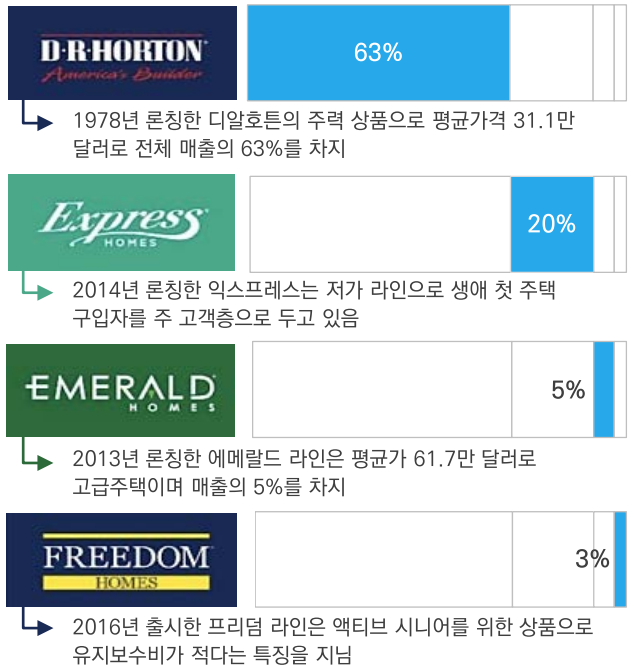 D·R·HORTON
America's Builder
63%
1978년 론칭한 디알호튼의 주력 상품으로 평균가격 31.1만
달러로 전체 매출의 63%를 차지
Express
HOMES
20%
2014년 론칭한 익스프레스는 저가 라인으로 생애 첫 주택
구입자를 주 고객층으로 두고 있음
EMERALD
HOMES
5%
2013년 론칭한 에메랄드 라인은 평균가 61.7만 달러로
고급주택이며 매출의 5%를 차지
FREEDOM
HOMES
3%
2016년 출시한 프리덤 라인은 액티브 시니어를 위한 상품으로
유지보수비가 적다는 특징을 지님